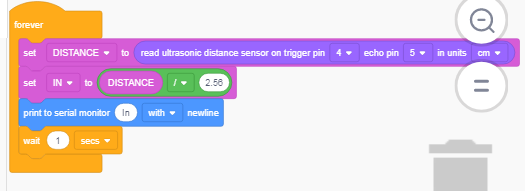 forever
set DISTANCE to read ultrasonic distance sensor on trigger pin 4 echo pin 5 in units cm
set IN to DISTANCE / 2.56
print to serial monitor In with newline
wait 1 secs